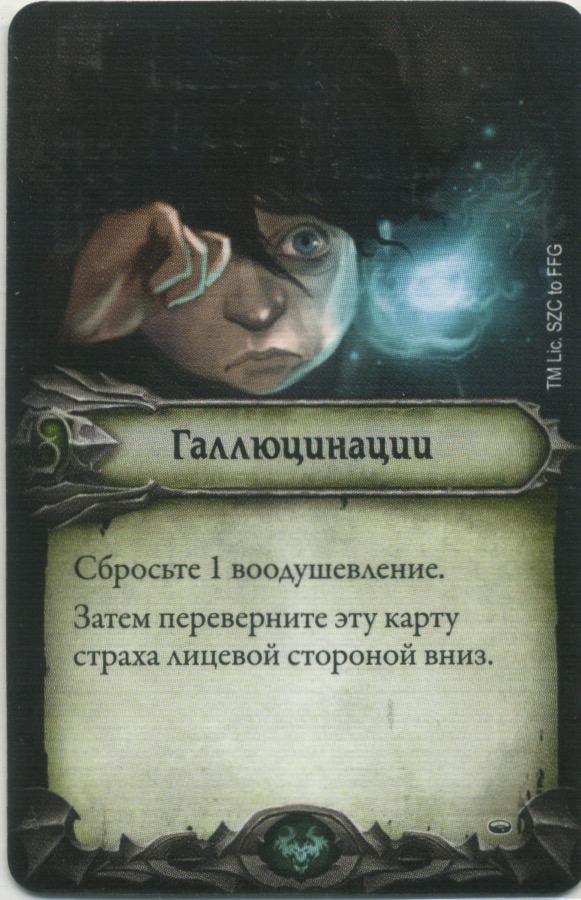 TM Lic. SZC to FFG
Галлюцинации
Сбросьте 1 воодушевление.
Затем переверните эту карту
страха лицевой стороной вниз.